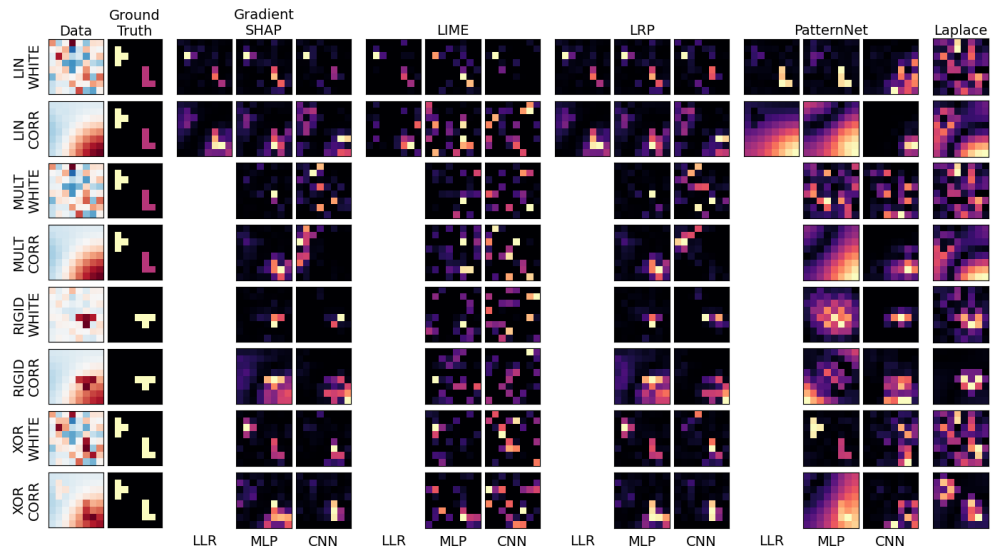 Data
Ground
Truth
Gradient
SHAP
LIME
LRP
PatternNet
Laplace
LIN
WHITE
LIN
CORR
MULT
WHITE
MULT
CORR
RIGID
WHITE
RIGID
CORR
XOR
WHITE
XOR
CORR
LLR
MLP
CNN
LLR
MLP
CNN
LLR
MLP
CNN
LLR
MLP
CNN